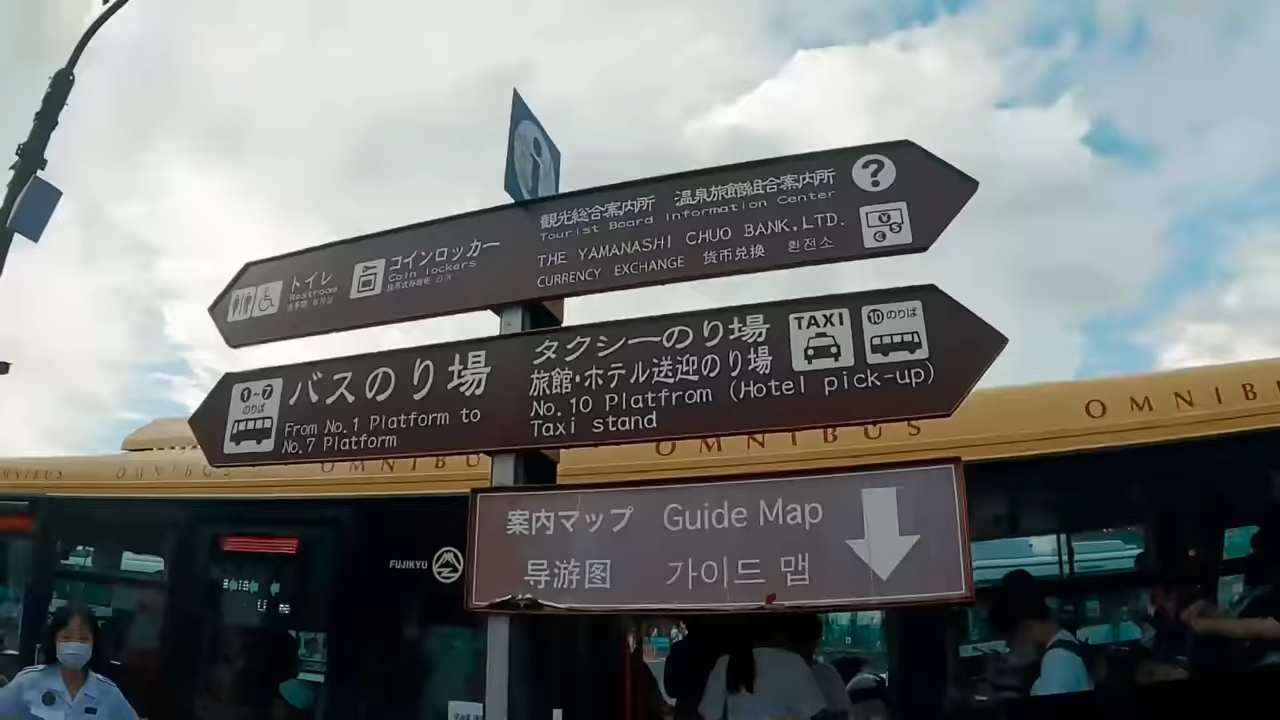 i
観光総合案内所 温泉旅館組合案内所 ?
Tourist Board Information Center
THE YAMANASHI CHUO BANK,LTD.
CURRENCY EXCHANGE 货币兑换 환전소
トイレ
Restrooms
コインロッカー
Coin lockers
バスのり場
From No.1 Platform to
No.7 Platform
1~7
のりば
タクシーのり場
旅館・ホテル送迎のり場
No.10 Platfrom (Hotel pick-up)
Taxi stand
TAXI
10 のりば
OMNIBUS
OMNIBUS
OMNIBU
OMNIBUS
OMNIB
案内マップ Guide Map
导游图 가이드 맵
FUJIKYU